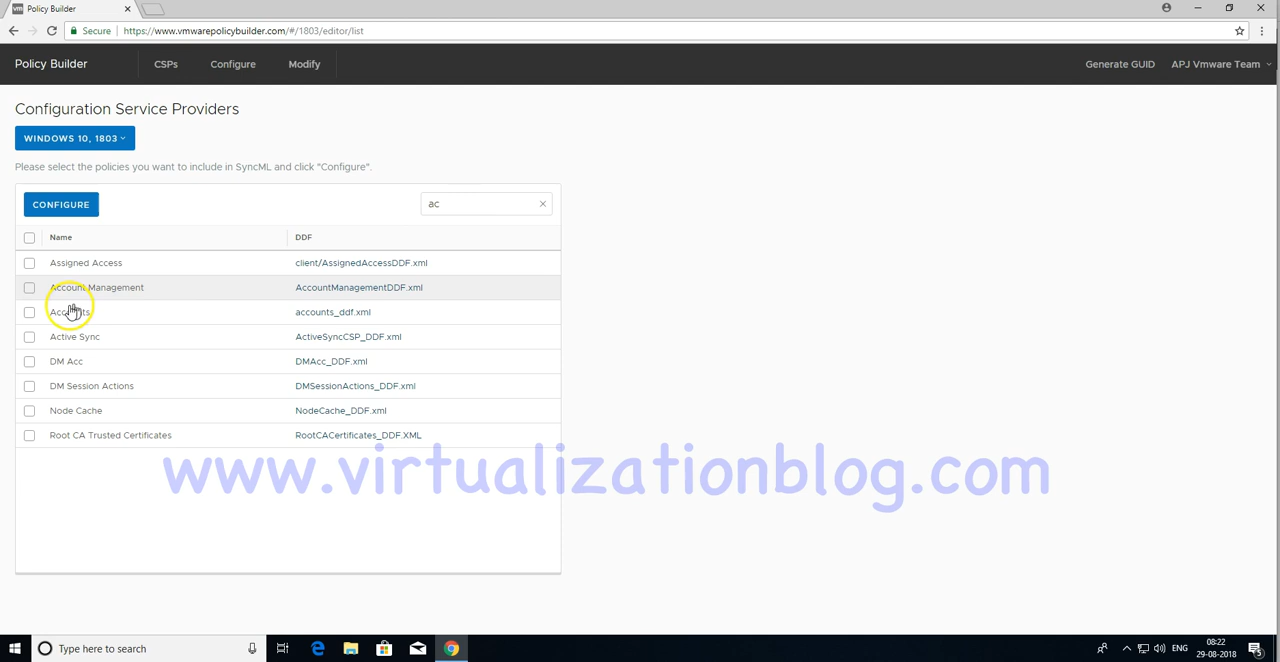 vm Policy Builder
Secure https://www.vmwarepolicybuilder.com/#/1803/editor/list
Policy Builder CSPs Configure Modify Generate GUID APJ Vmware Team
Configuration Service Providers
WINDOWS 10, 1803
Please select the policies you want to include in SyncML and click "Configure".
CONFIGURE ac
Name DDF
Assigned Access client/AssignedAccessDDF.xml
Account Management AccountManagementDDF.xml
Accounts accounts_ddf.xml
Active Sync ActiveSyncCSP_DDF.xml
DM Acc DMAcc_DDF.xml
DM Session Actions DMSessionActions_DDF.xml
Node Cache NodeCache_DDF.xml
Root CA Trusted Certificates RootCACertificates_DDF.XML
www.virtualizationblog.com
Type here to search ENG 08:22
29-08-2018 3